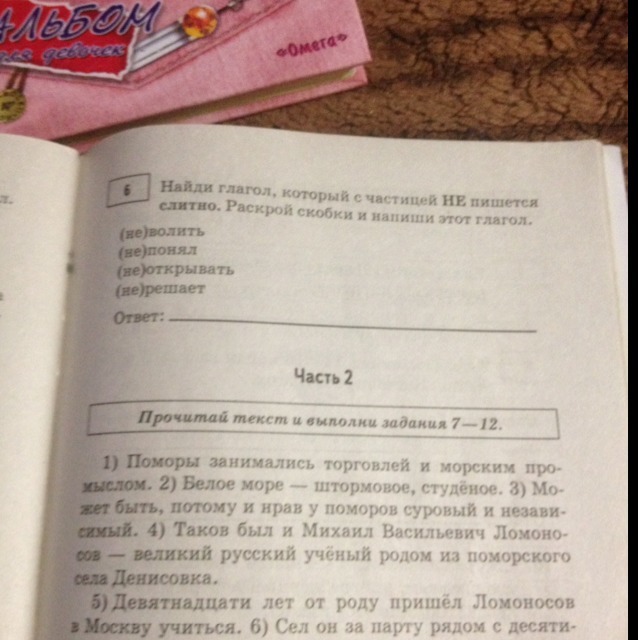 АЛЬБОМ
для девочек
«Омега»
6
Найди глагол, который с частицей НЕ пишется
слитно. Раскрой скобки и напиши этот глагол.
(не)волить
(не)понял
(не)открывать
(не)решает
Ответ:
Часть 2
Прочитай текст и выполни задания 7—12.
1) Поморы занимались торговлей и морским про-
мыслом. 2) Белое море — штормовое, студёное. 3) Мо-
жет быть, потому и нрав у поморов суровый и незави-
симый. 4) Таков был и Михаил Васильевич Ломоно-
сов — великий русский учёный родом из поморского
села Денисовка.
5) Девятнадцати лет от роду пришёл Ломоносов
в Москву учиться. 6) Сел он за парту рядом с десяти-